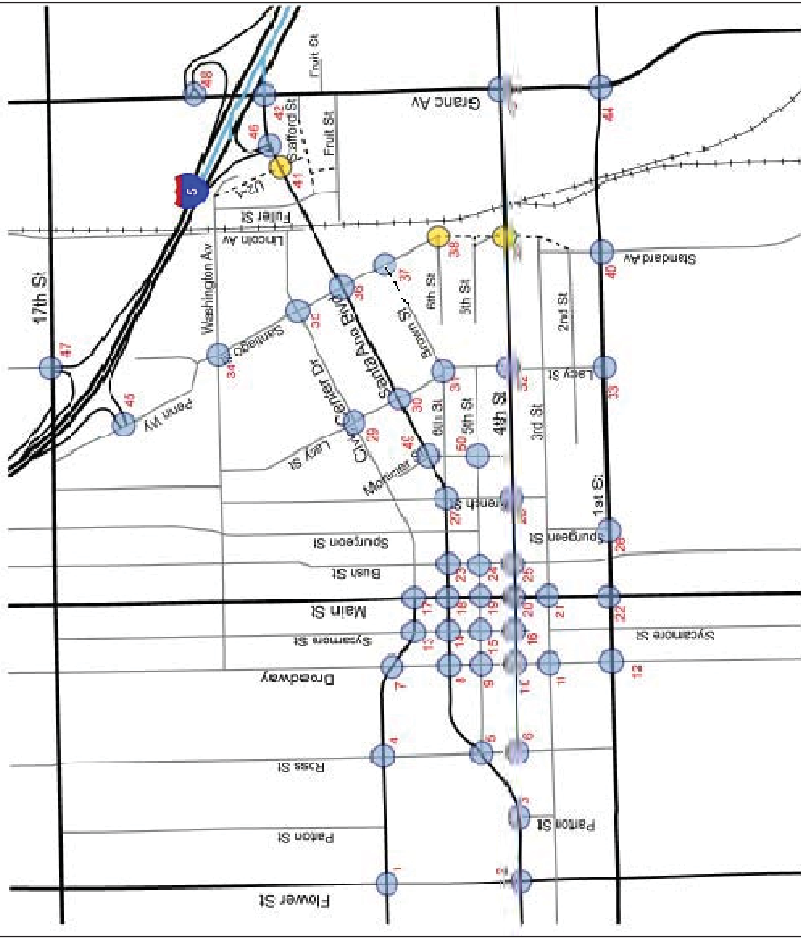 48
42
Fruit St
Grand Av
44
46
Stafford St
Fruit St
41
5
Fuller St
Lincoln Av
38
Standard Av
40
17th St
Washington Av
37
36
6th St
5th St
2nd St
35
Santiago
Santa Ana Blvd
Brown St
47
34
31
32
Lacy St
33
45
Penn Wy
Civic Center Dr
30
6th St
5th St
4th St
3rd St
29
Lacy St
49
50
1st St
27
French St
Spurgeon St
Spurgeon St
26
Bush St
23
24
25
Main St
17
18
19
20
21
22
Sycamore St
13
14
15
16
Sycamore St
Broadway
7
8
9
10
11
12
Ross St
4
5
6
Parton St
3
Parton St
Flower St
1
2